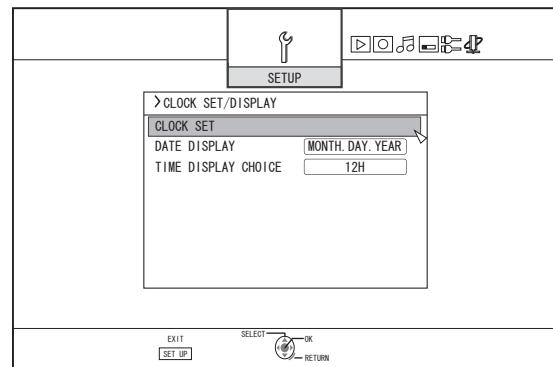 SETUP
>CLOCK SET/DISPLAY
CLOCK SET
DATE DISPLAY MONTH.DAY.YEAR
TIME DISPLAY CHOICE 12H
EXIT SELECT OK
SET UP RETURN